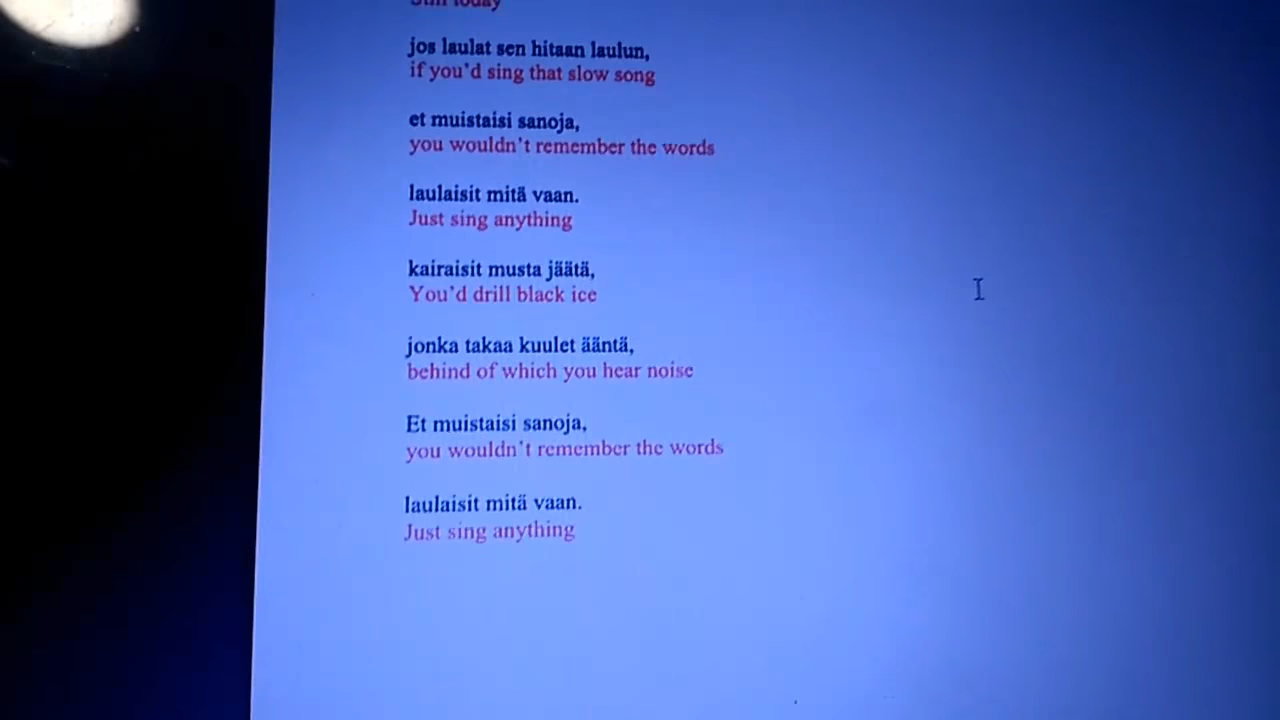 Still today
jos laulat sen hitaan laulun,
if you'd sing that slow song
et muistaisi sanoja,
you wouldn't remember the words
laulaisit mitä vaan.
Just sing anything
kairaisit musta jäätä,
You'd drill black ice
jonka takaa kuulet ääntä,
behind of which you hear noise
Et muistaisi sanoja,
you wouldn't remember the words
laulaisit mitä vaan.
Just sing anything